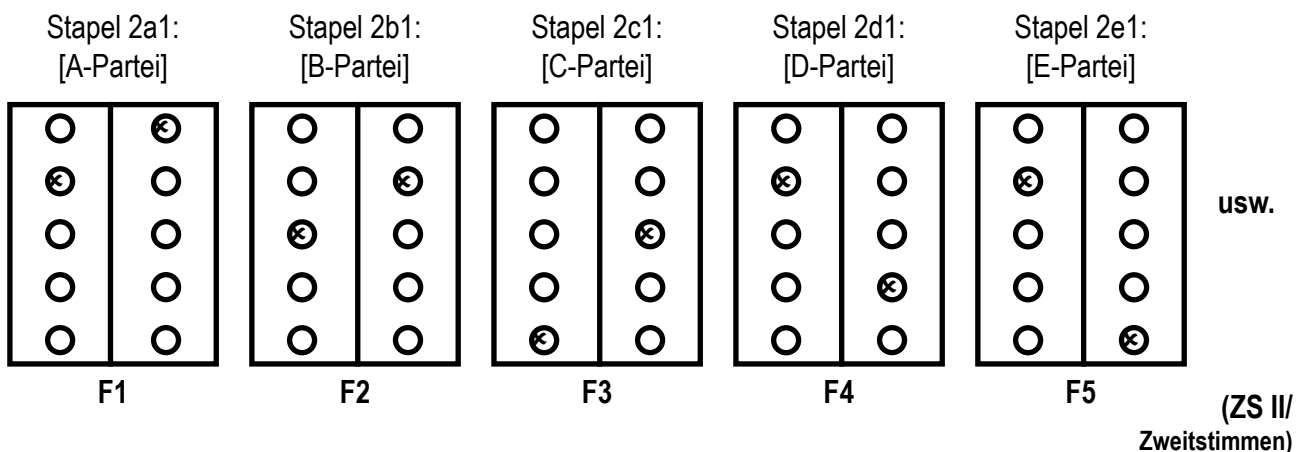 Stapel 2a1: Stapel 2b1: Stapel 2c1: Stapel 2d1: Stapel 2e1:
[A-Partei] [B-Partei] [C-Partei] [D-Partei] [E-Partei]
usw.
F1 F2 F3 F4 F5
(ZS II/
Zweitstimmen)